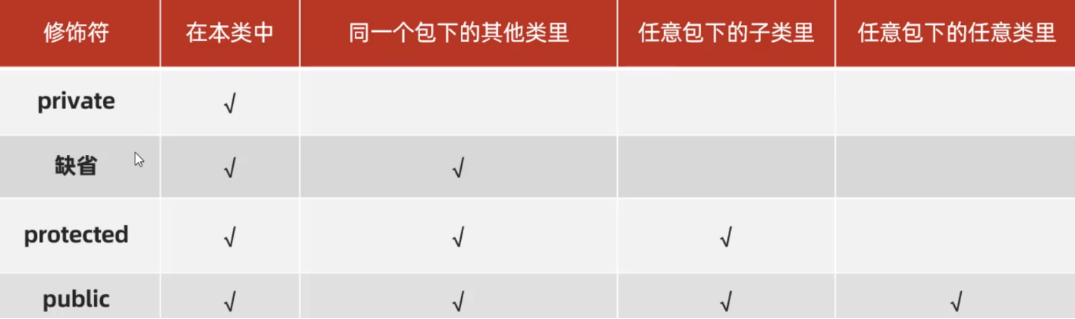 修饰符 在本类中 同一个包下的其他类里 任意包下的子类里 任意包下的任意类里
private √
缺省 √ √
protected √ √ √
public √ √ √ √